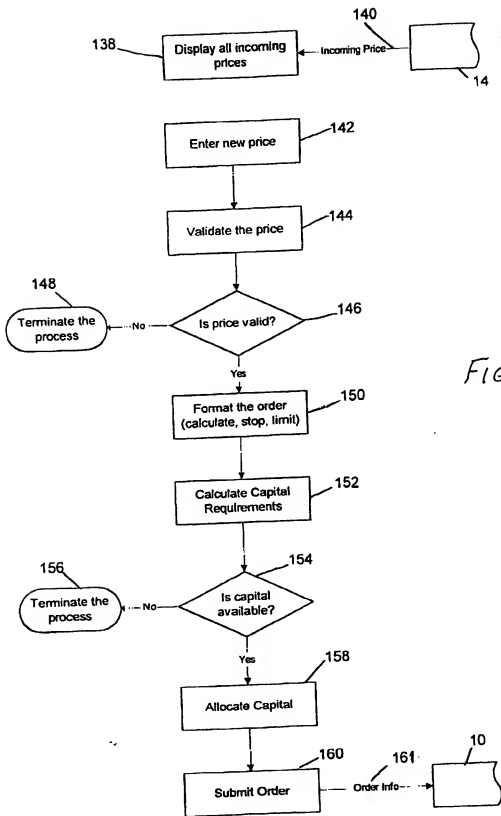 140
138
Display all incoming
prices
Incoming Price
14
142
Enter new price
144
Validate the price
148
146
Terminate the
process
No
Is price valid?
Yes
FIG
150
Format the order
(calculate, stop, limit)
152
Calculate Capital
Requirements
154
156
Is capital
available?
Terminate the
process
No
Yes
158
Allocate Capital
160
161
10
Submit Order
Order Info